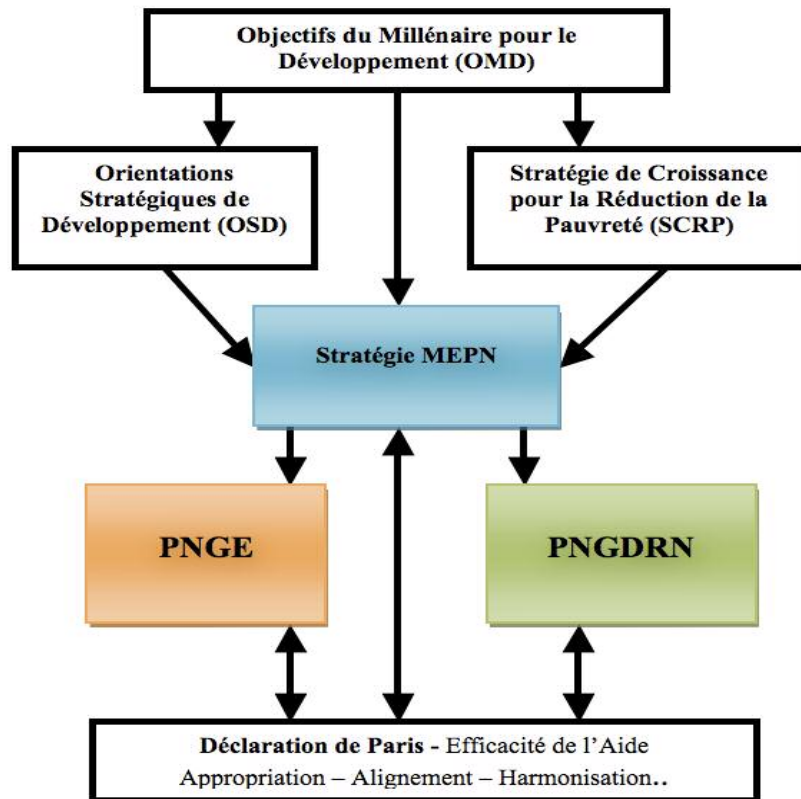 Objectifs du Millénaire pour le
Développement (OMD)
Orientations
Stratégiques de
Développement (OSD)
Stratégie de Croissance
pour la Réduction de la
Pauvreté (SCRP)
Stratégie MEPN
PNGE
PNGDRN
Déclaration de Paris - Efficacité de l’Aide
Appropriation – Alignement – Harmonisation..